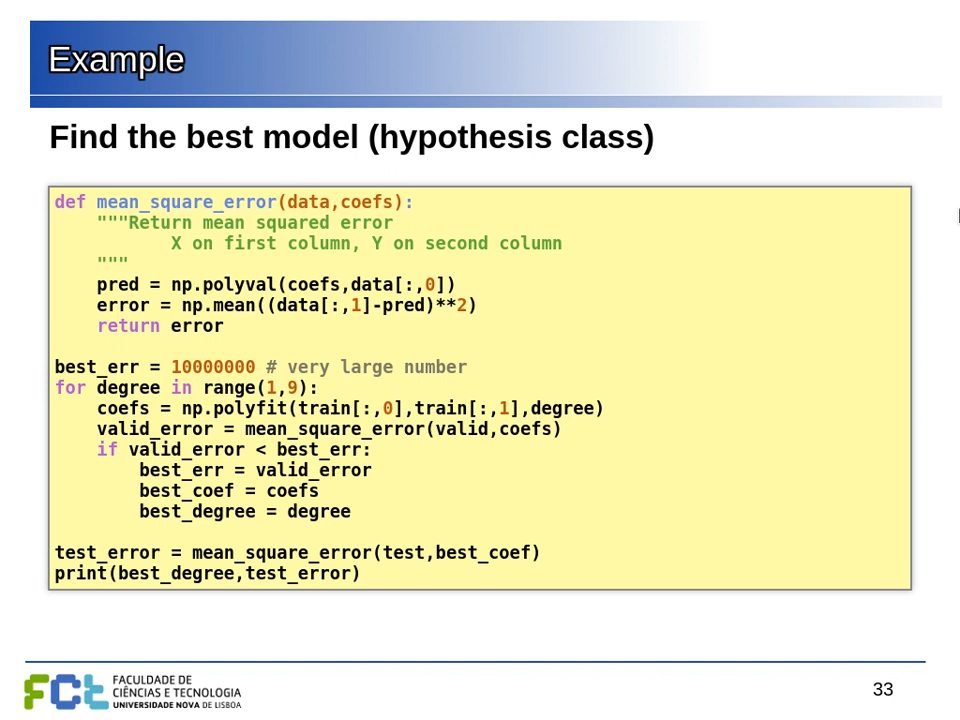 Example
Find the best model (hypothesis class)
def mean_square_error(data,coefs):
    """Return mean squared error
           X on first column, Y on second column
    """
    pred = np.polyval(coefs,data[:,0])
    error = np.mean((data[:,1]-pred)**2)
    return error

best_err = 10000000 # very large number
for degree in range(1,9):
    coefs = np.polyfit(train[:,0],train[:,1],degree)
    valid_error = mean_square_error(valid,coefs)
    if valid_error < best_err:
        best_err = valid_error
        best_coef = coefs
        best_degree = degree

test_error = mean_square_error(test,best_coef)
print(best_degree,test_error)
FCT
FACULDADE DE
CIÊNCIAS E TECNOLOGIA
UNIVERSIDADE NOVA DE LISBOA
33